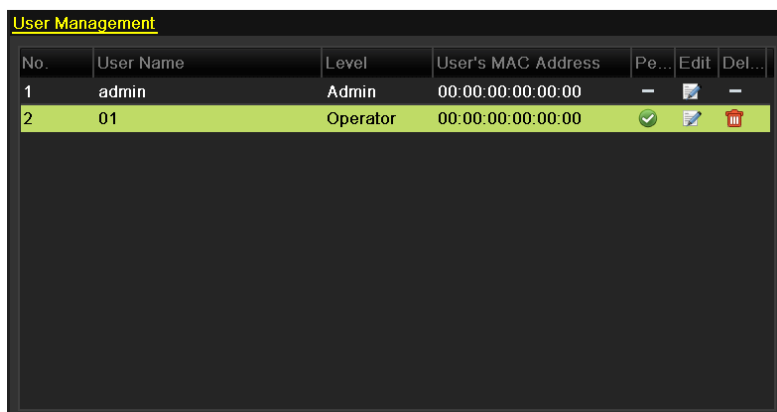 User Management
No. User Name Level User's MAC Address Pe... Edit Del...
1 admin Admin 00:00:00:00:00:00 –
2 01 Operator 00:00:00:00:00:00